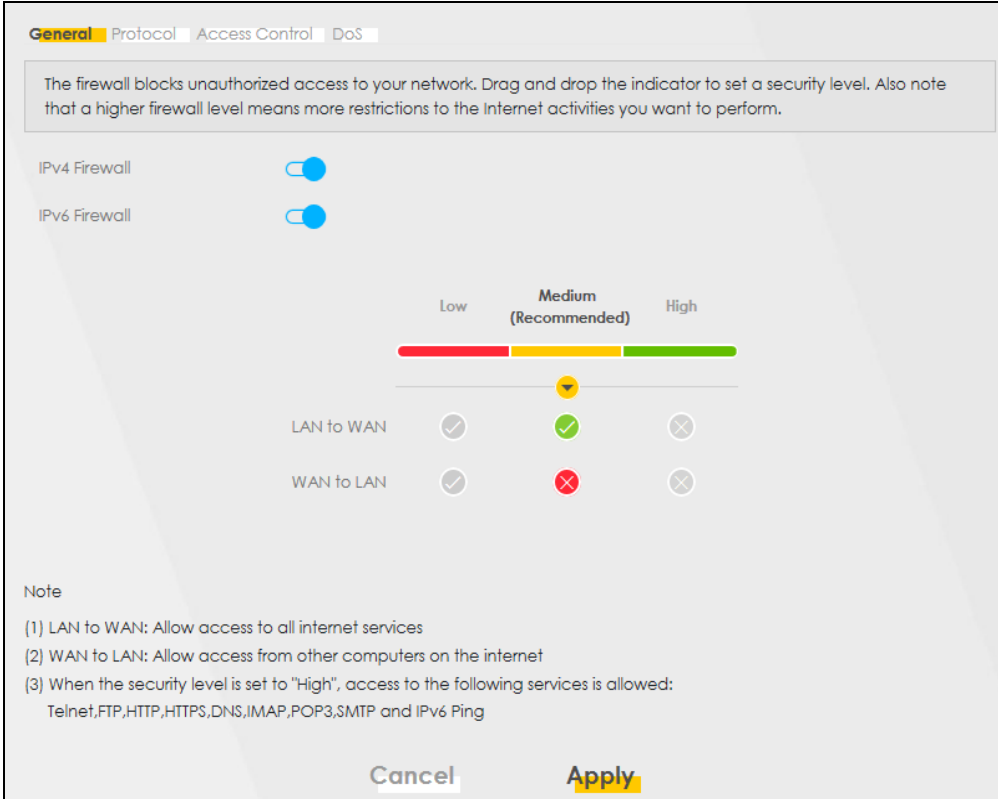 General Protocol Access Control DoS
The firewall blocks unauthorized access to your network. Drag and drop the indicator to set a security level. Also note
that a higher firewall level means more restrictions to the Internet activities you want to perform.
IPv4 Firewall
IPv6 Firewall
Low Medium (Recommended) High
LAN to WAN
WAN to LAN
Note
(1) LAN to WAN: Allow access to all internet services
(2) WAN to LAN: Allow access from other computers on the internet
(3) When the security level is set to "High", access to the following services is allowed:
Telnet,FTP,HTTP,HTTPS,DNS,IMAP,POP3,SMTP and IPv6 Ping
Cancel Apply